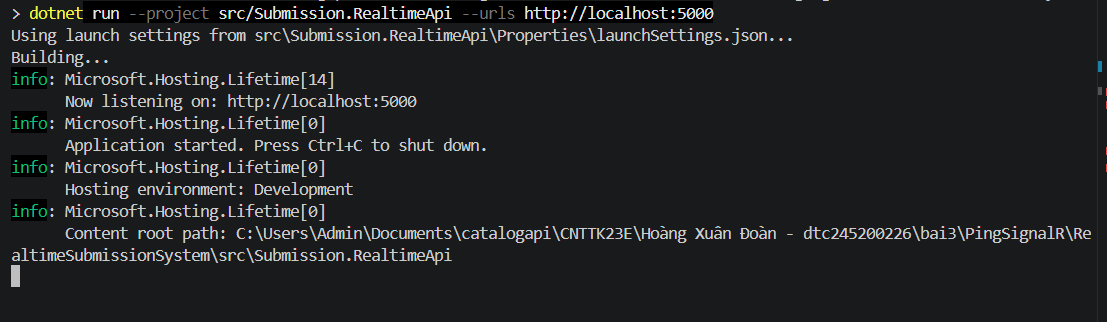 > dotnet run --project src/Submission.RealtimeApi --urls http://localhost:5000
Using launch settings from src\Submission.RealtimeApi\Properties\launchSettings.json...
Building...
info: Microsoft.Hosting.Lifetime[14]
Now listening on: http://localhost:5000
info: Microsoft.Hosting.Lifetime[0]
Application started. Press Ctrl+C to shut down.
info: Microsoft.Hosting.Lifetime[0]
Hosting environment: Development
info: Microsoft.Hosting.Lifetime[0]
Content root path: C:\Users\Admin\Documents\catalogapi\CNTTK23E\Hoàng Xuân Đoàn - dtc245200226\bai3\PingSignalR\Re
altimeSubmissionSystem\src\Submission.RealtimeApi